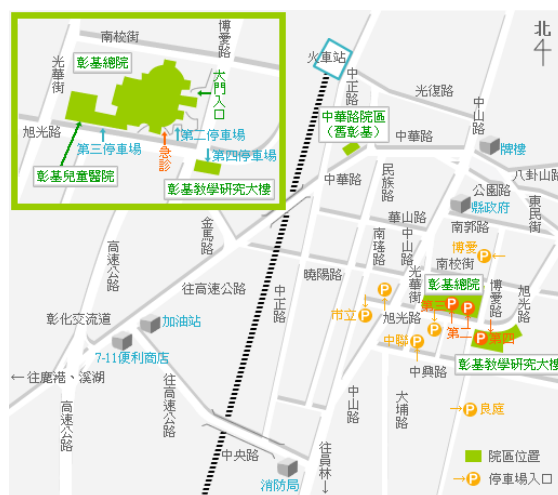 南校街
博愛路
光華街
彰基總院
大門入口
旭光路
第三停車場
急診
第二停車場
第四停車場
彰基兒童醫院
彰基教學研究大樓
北
火車站
中正路
光復路
中山路
中華路院區
(舊彰基)
中華路
牌樓
八卦山路
中華路
民族路
公園路
縣政府
東民街
金馬路
華山路
南郭路
高速公路
南瑤路
中山路
光華街
博愛
南校街
曉陽路
往高速公路
中正路
彰基總院
博愛路
旭光路
彰化交流道
加油站
市立
旭光路
第三
第二
第四
中聯
7-11便利商店
彰基教學研究大樓
中興路
←往鹿港、溪湖
往高速公路
高速公路
中山路
大埔路
良庭
中央路
往員林↓
消防局
院區位置
停車場入口
P
P
P
P
P
P
P
P
P
P